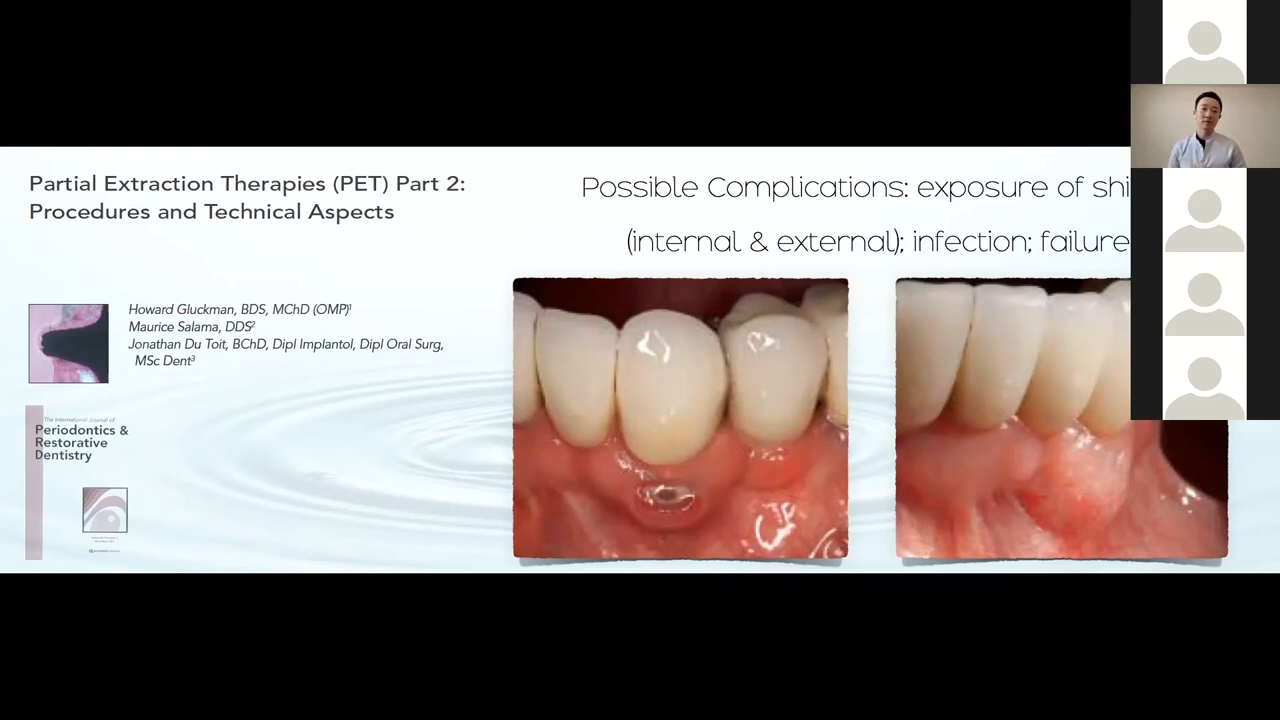 Partial Extraction Therapies (PET) Part 2:
Procedures and Technical Aspects
Possible Complications: exposure of shi
(internal & external); infection; failure
Howard Gluckman, BDS, MChD (OMP)¹
Maurice Salama, DDS²
Jonathan Du Toit, BChD, Dipl Implantol, Dipl Oral Surg,
MSc Dent³
The International Journal of
Periodontics &
Restorative
Dentistry